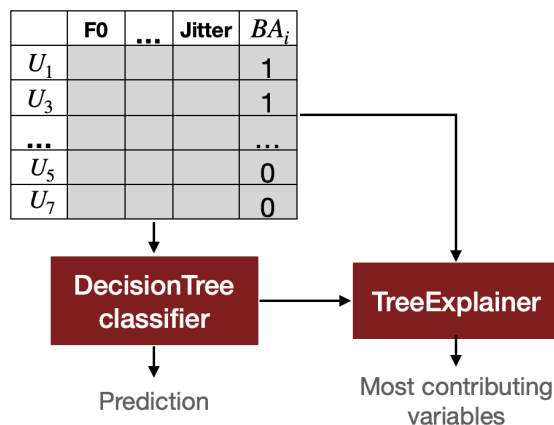 F0 ... Jitter BA_i
U_1 1
U_3 1
... ...
U_5 0
U_7 0
DecisionTree
classifier
TreeExplainer
Prediction
Most contributing
variables